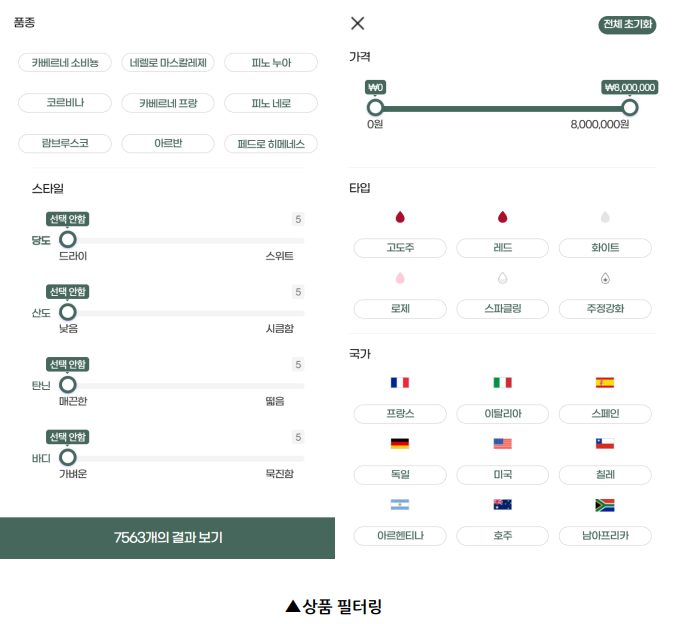 품종
카베르네 소비뇽 네렐로 마스칼레제 피노 누아
코르비나 카베르네 프랑 피노 네로
람브루스코 아르반 페드로 히메네스
스타일
선택 안함 5
당도
드라이 스위트
선택 안함 5
산도
낮음 시큼함
선택 안함 5
탄닌
매끈한 떫음
선택 안함 5
바디
가벼운 묵진함
7563개의 결과 보기
전체 초기화
가격
₩0 ₩8,000,000
0원 8,000,000원
타입
고도주 레드 화이트
로제 스파클링 주정강화
국가
프랑스 이탈리아 스페인
독일 미국 칠레
아르헨티나 호주 남아프리카
▲상품 필터링